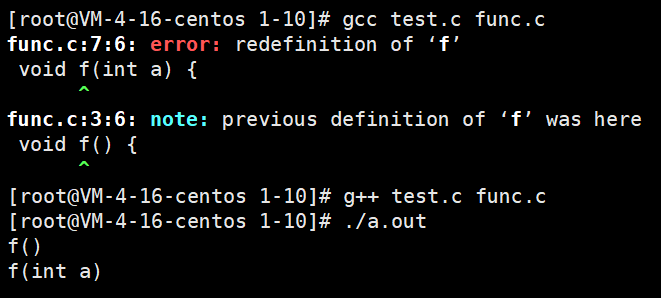 [root@VM-4-16-centos 1-10]# gcc test.c func.c
func.c:7:6: error: redefinition of ‘f’
 void f(int a) {
      ^
func.c:3:6: note: previous definition of ‘f’ was here
 void f() {
      ^
[root@VM-4-16-centos 1-10]# g++ test.c func.c
[root@VM-4-16-centos 1-10]# ./a.out
f()
f(int a)